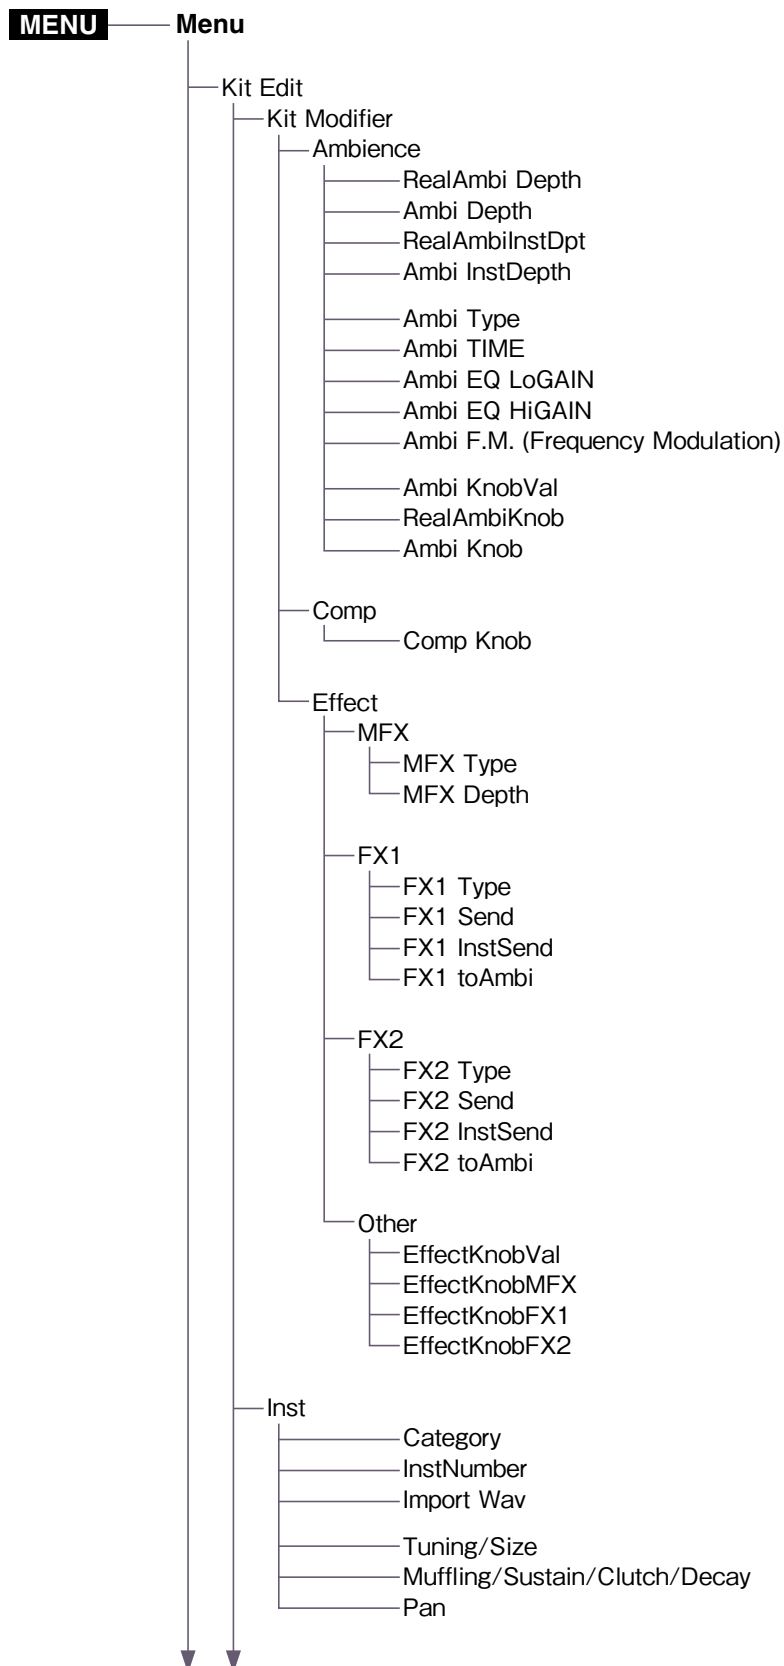 MENU Menu
Kit Edit
Kit Modifier
Ambience
RealAmbi Depth
Ambi Depth
RealAmbiInstDpt
Ambi InstDepth
Ambi Type
Ambi TIME
Ambi EQ LoGAIN
Ambi EQ HiGAIN
Ambi F.M. (Frequency Modulation)
Ambi KnobVal
RealAmbiKnob
Ambi Knob
Comp
Comp Knob
Effect
MFX
MFX Type
MFX Depth
FX1
FX1 Type
FX1 Send
FX1 InstSend
FX1 toAmbi
FX2
FX2 Type
FX2 Send
FX2 InstSend
FX2 toAmbi
Other
EffectKnobVal
EffectKnobMFX
EffectKnobFX1
EffectKnobFX2
Inst
Category
InstNumber
Import Wav
Tuning/Size
Muffling/Sustain/Clutch/Decay
Pan